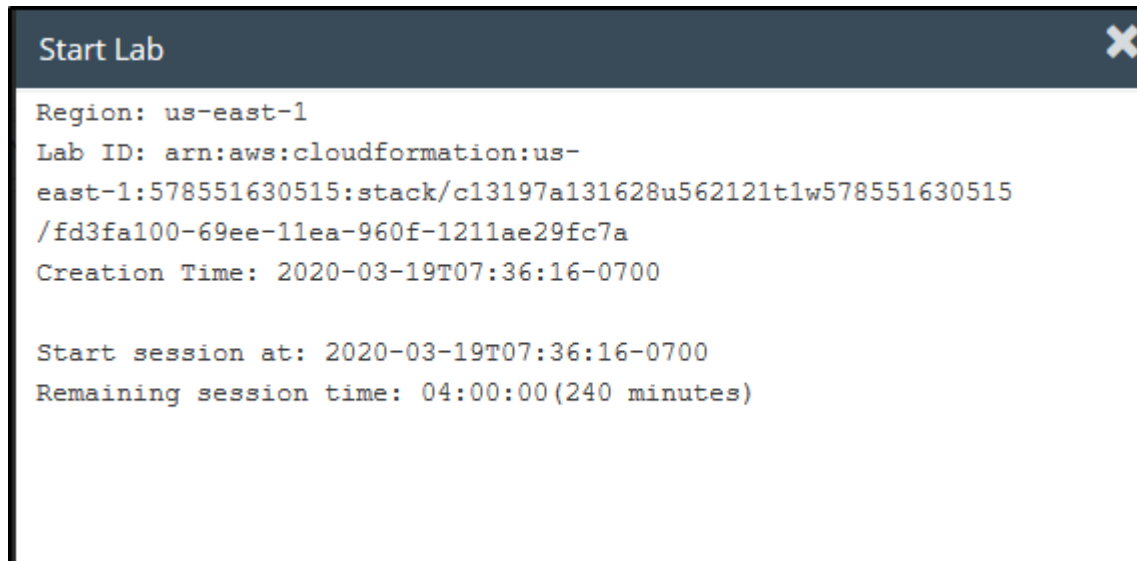 Start Lab
Region: us-east-1
Lab ID: arn:aws:cloudformation:us-
east-1:578551630515:stack/c13197a131628u562121t1w578551630515
/fd3fa100-69ee-11ea-960f-1211ae29fc7a
Creation Time: 2020-03-19T07:36:16-0700
Start session at: 2020-03-19T07:36:16-0700
Remaining session time: 04:00:00(240 minutes)